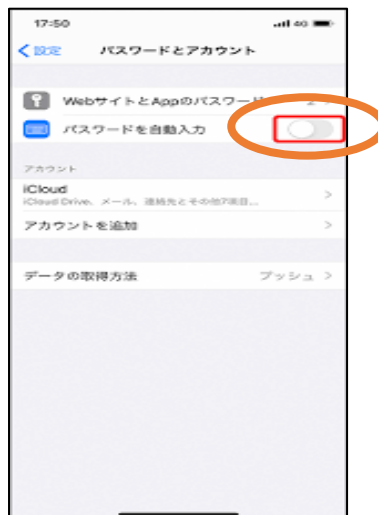 17:50
設定 パスワードとアカウント
WebサイトとAppのパスワード
パスワードを自動入力
アカウント
iCloud
iCloud Drive、メール、連絡先とその他7項目...
アカウントを追加
データの取得方法 プッシュ